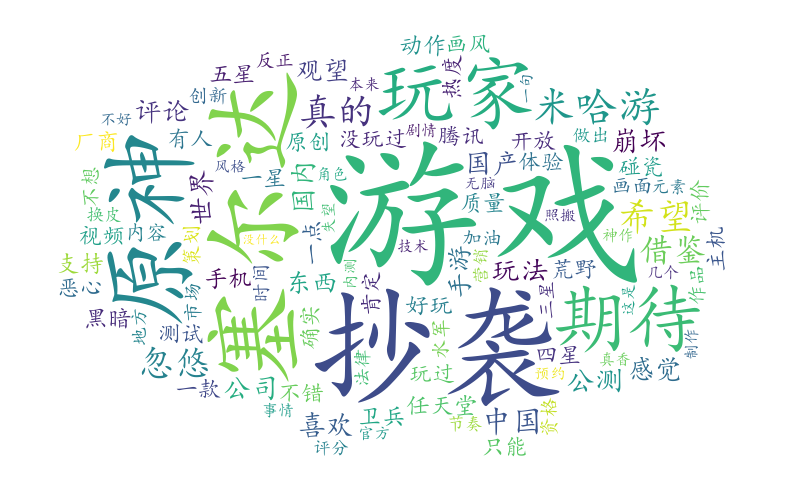 动作画风
五星
反正
观望
本来
热度
一句
创新
达
玩家
米哈游
不好
评论
真的
厂商
有人
原创
没玩过
剧情
腾讯
开放
做出
崩坏
原神
塞尔达
风格
一星
国内
角色
游戏
国产
体验
碰瓷
不想
世界
无脑
质量
画面
元素
换皮
失望
照搬
希望
评价
视频
内容
策划
没什么
一点
技术
加油
神作
借鉴
主机
支持
手机
时间
东西
内测
肯定
手游
营销
玩法
荒野
几个
恶心
市场
好玩
三星
期待
作品
这是
黑暗
地方
测试
确实
抄袭
水军
四星
真香
制作
忽悠
法律
玩过
预约
感觉
一款
公司
不错
任天堂
公测
事情
喜欢
卫兵
节奏
中国
资格
评分
官方
只能